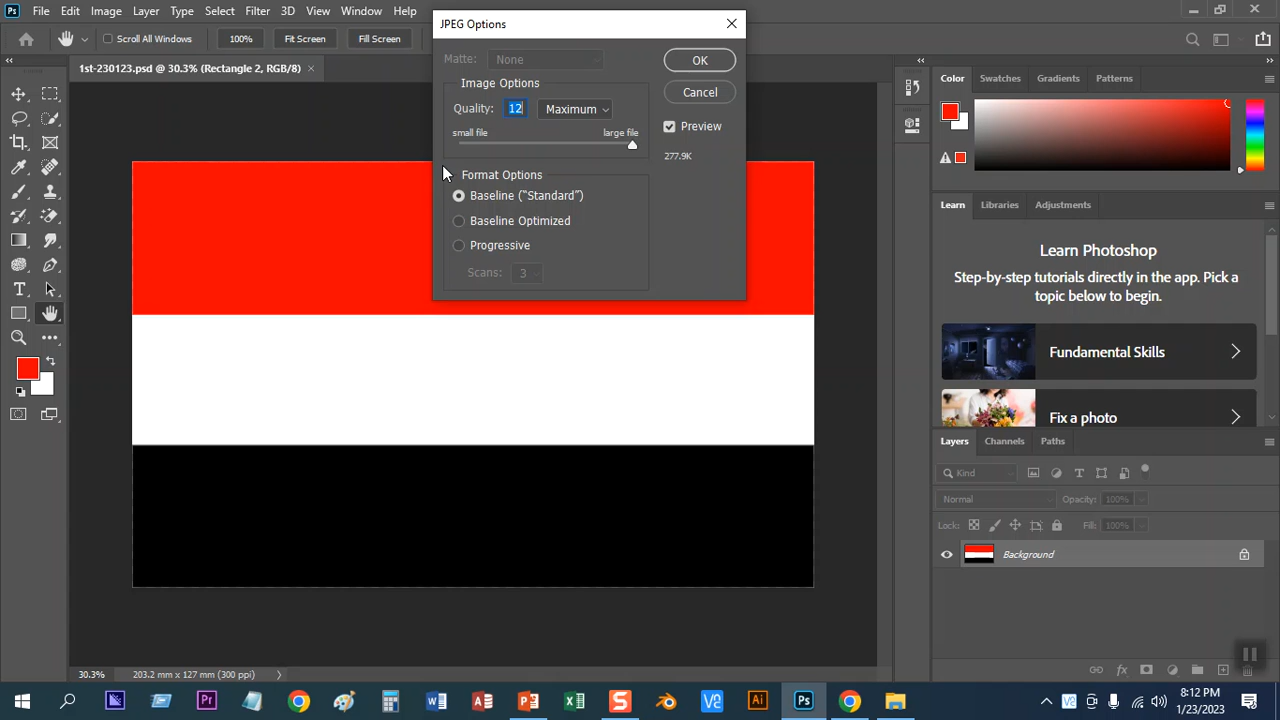 Ps File Edit Image Layer Type Select Filter 3D View Window Help
JPEG Options
Scroll All Windows 100% Fit Screen Fill Screen
1st-230123.psd @ 30.3% (Rectangle 2, RGB/8)
Matte: None
OK
Image Options
Quality: 12 Maximum
Cancel
small file large file
Preview
277.9K
Format Options
Baseline ("Standard")
Baseline Optimized
Progressive
Scans: 3
Color Swatches Gradients Patterns
Learn Libraries Adjustments
Learn Photoshop
Step-by-step tutorials directly in the app. Pick a
topic below to begin.
Fundamental Skills
Fix a photo
Layers Channels Paths
Kind
Normal Opacity: 100%
Lock: Fill: 100%
Background
fx
30.3% 203.2 mm x 127 mm (300 ppi)
Pr W A P X S Ai Ps
8:12 PM
1/23/2023